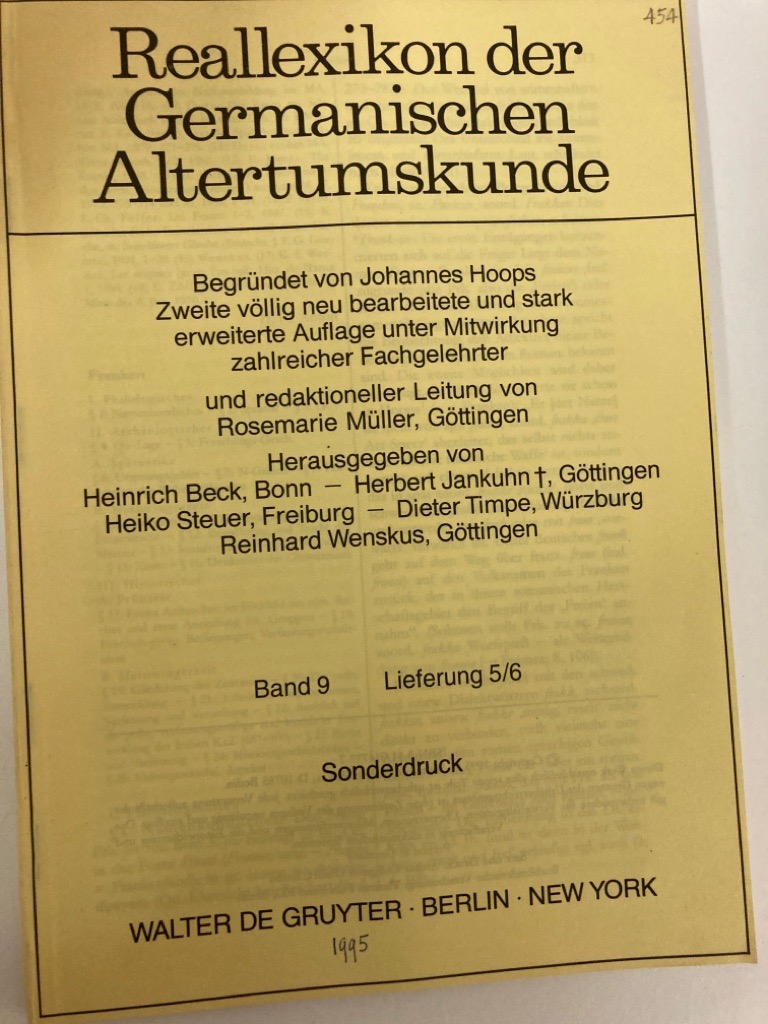 454
Reallexikon der
Germanischen
Altertumskunde
Begründet von Johannes Hoops
Zweite völlig neu bearbeitete und stark
erweiterte Auflage unter Mitwirkung
zahlreicher Fachgelehrter
und redaktioneller Leitung von
Rosemarie Müller, Göttingen
Herausgegeben von
Heinrich Beck, Bonn — Herbert Jankuhn †, Göttingen
Heiko Steuer, Freiburg — Dieter Timpe, Würzburg
Reinhard Wenskus, Göttingen
Band 9 Lieferung 5/6
Sonderdruck
WALTER DE GRUYTER · BERLIN · NEW YORK
1995